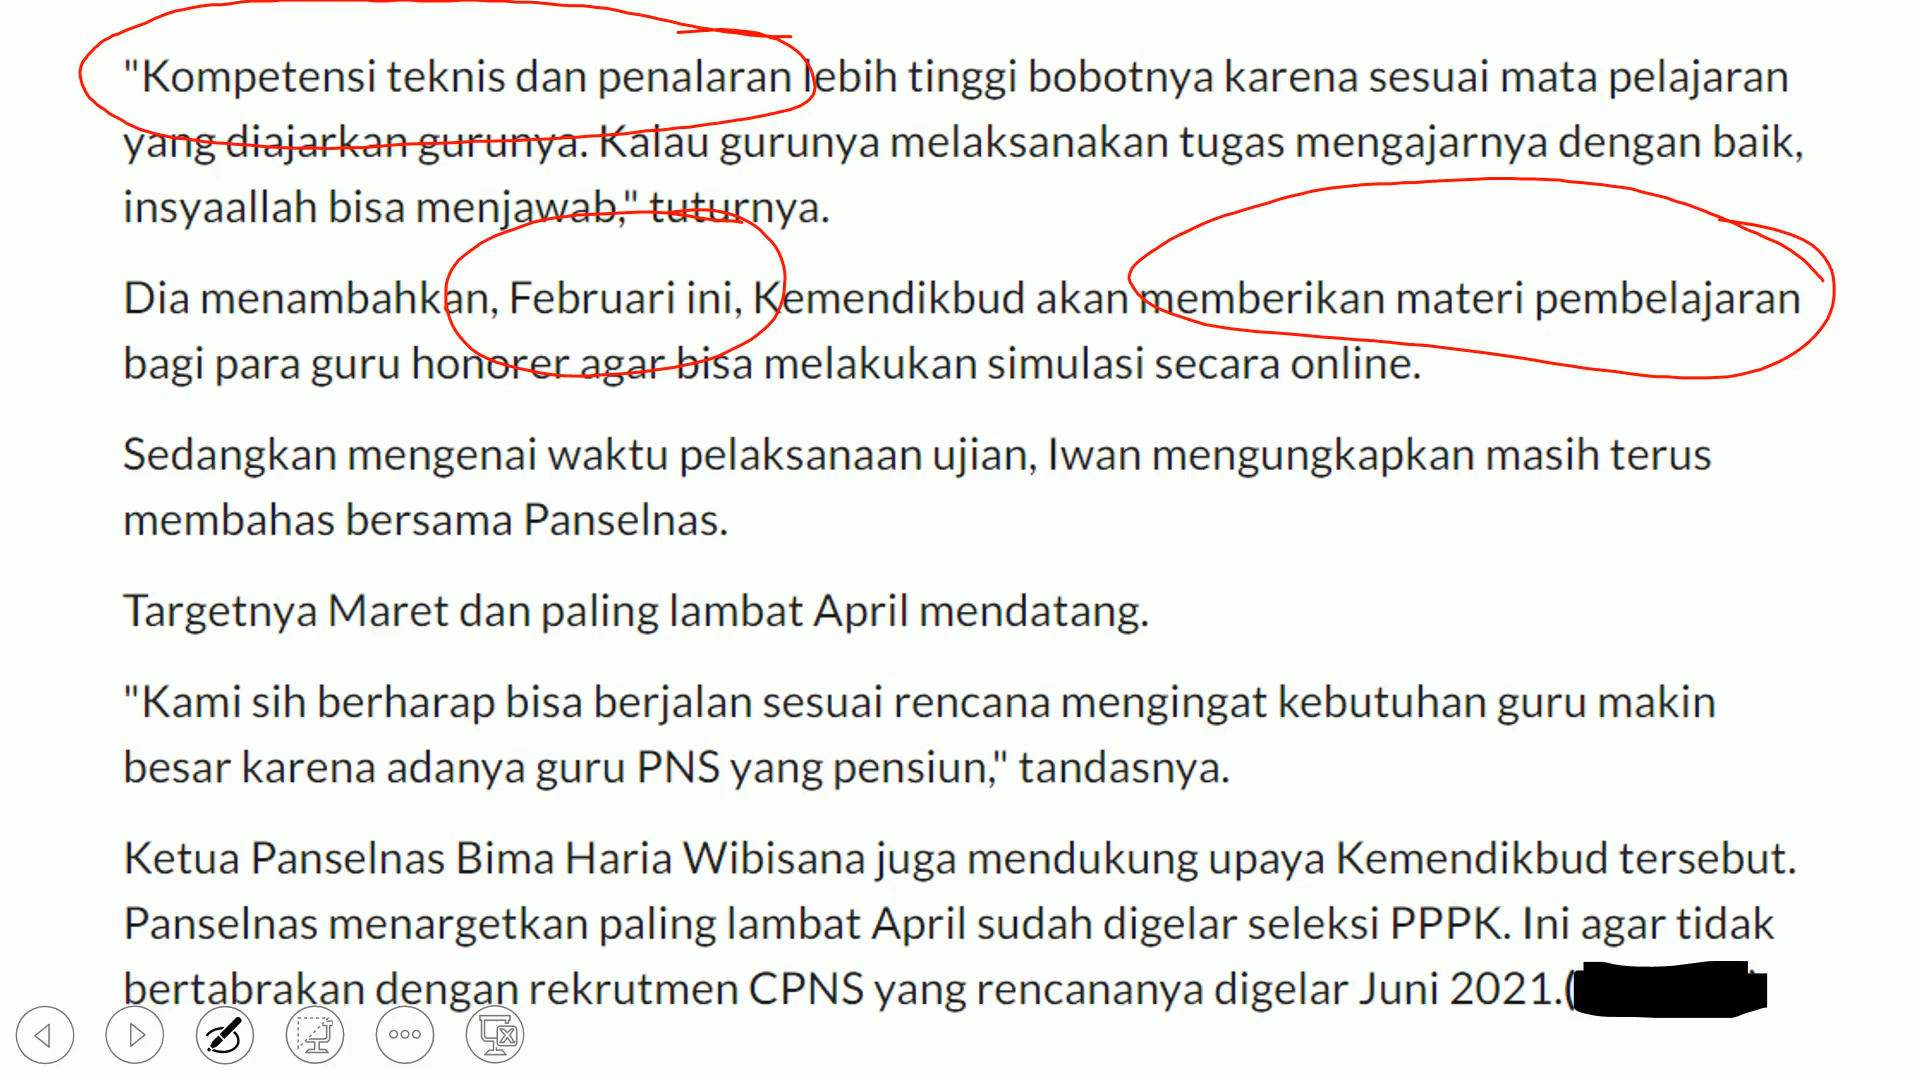 "Kompetensi teknis dan penalaran lebih tinggi bobotnya karena sesuai mata pelajaran
yang diajarkan gurunya. Kalau gurunya melaksanakan tugas mengajarnya dengan baik,
insyaallah bisa menjawab," tuturnya.
Dia menambahkan, Februari ini, Kemendikbud akan memberikan materi pembelajaran
bagi para guru honorer agar bisa melakukan simulasi secara online.
Sedangkan mengenai waktu pelaksanaan ujian, Iwan mengungkapkan masih terus
membahas bersama Panselnas.
Targetnya Maret dan paling lambat April mendatang.
"Kami sih berharap bisa berjalan sesuai rencana mengingat kebutuhan guru makin
besar karena adanya guru PNS yang pensiun," tandasnya.
Ketua Panselnas Bima Haria Wibisana juga mendukung upaya Kemendikbud tersebut.
Panselnas menargetkan paling lambat April sudah digelar seleksi PPPK. Ini agar tidak
bertabrakan dengan rekrutmen CPNS yang rencananya digelar Juni 2021.(